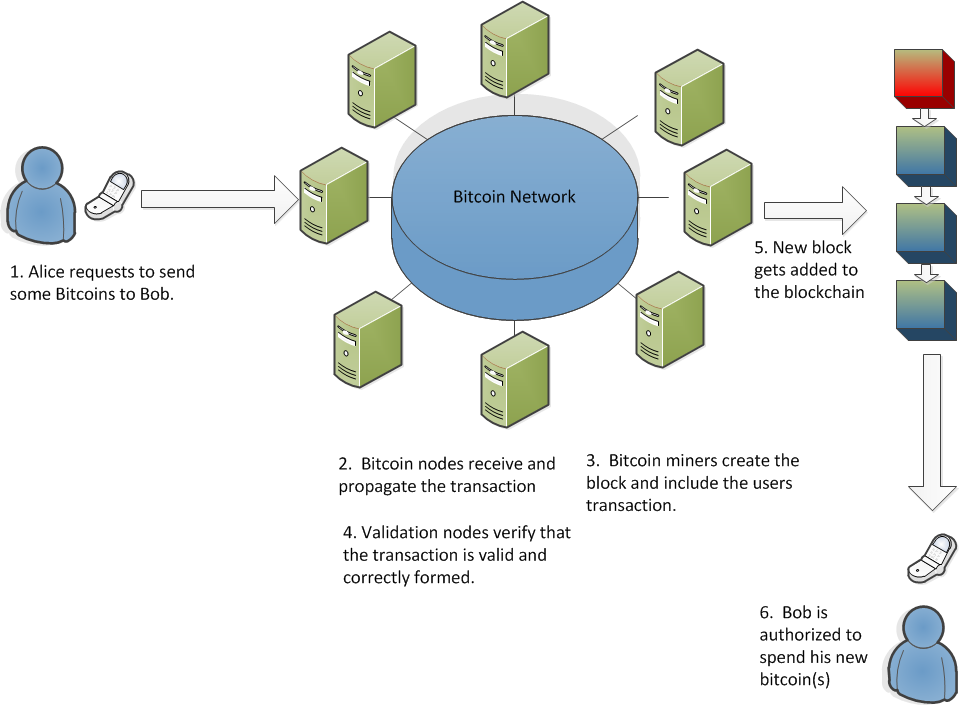 Bitcoin Network
1. Alice requests to send
some Bitcoins to Bob.
2.  Bitcoin nodes receive and
propagate the transaction
3.  Bitcoin miners create the
block and include the users
transaction.
4. Validation nodes verify that
the transaction is valid and
correctly formed.
5. New block
gets added to
the blockchain
6.  Bob is
authorized to
spend his new
bitcoin(s)